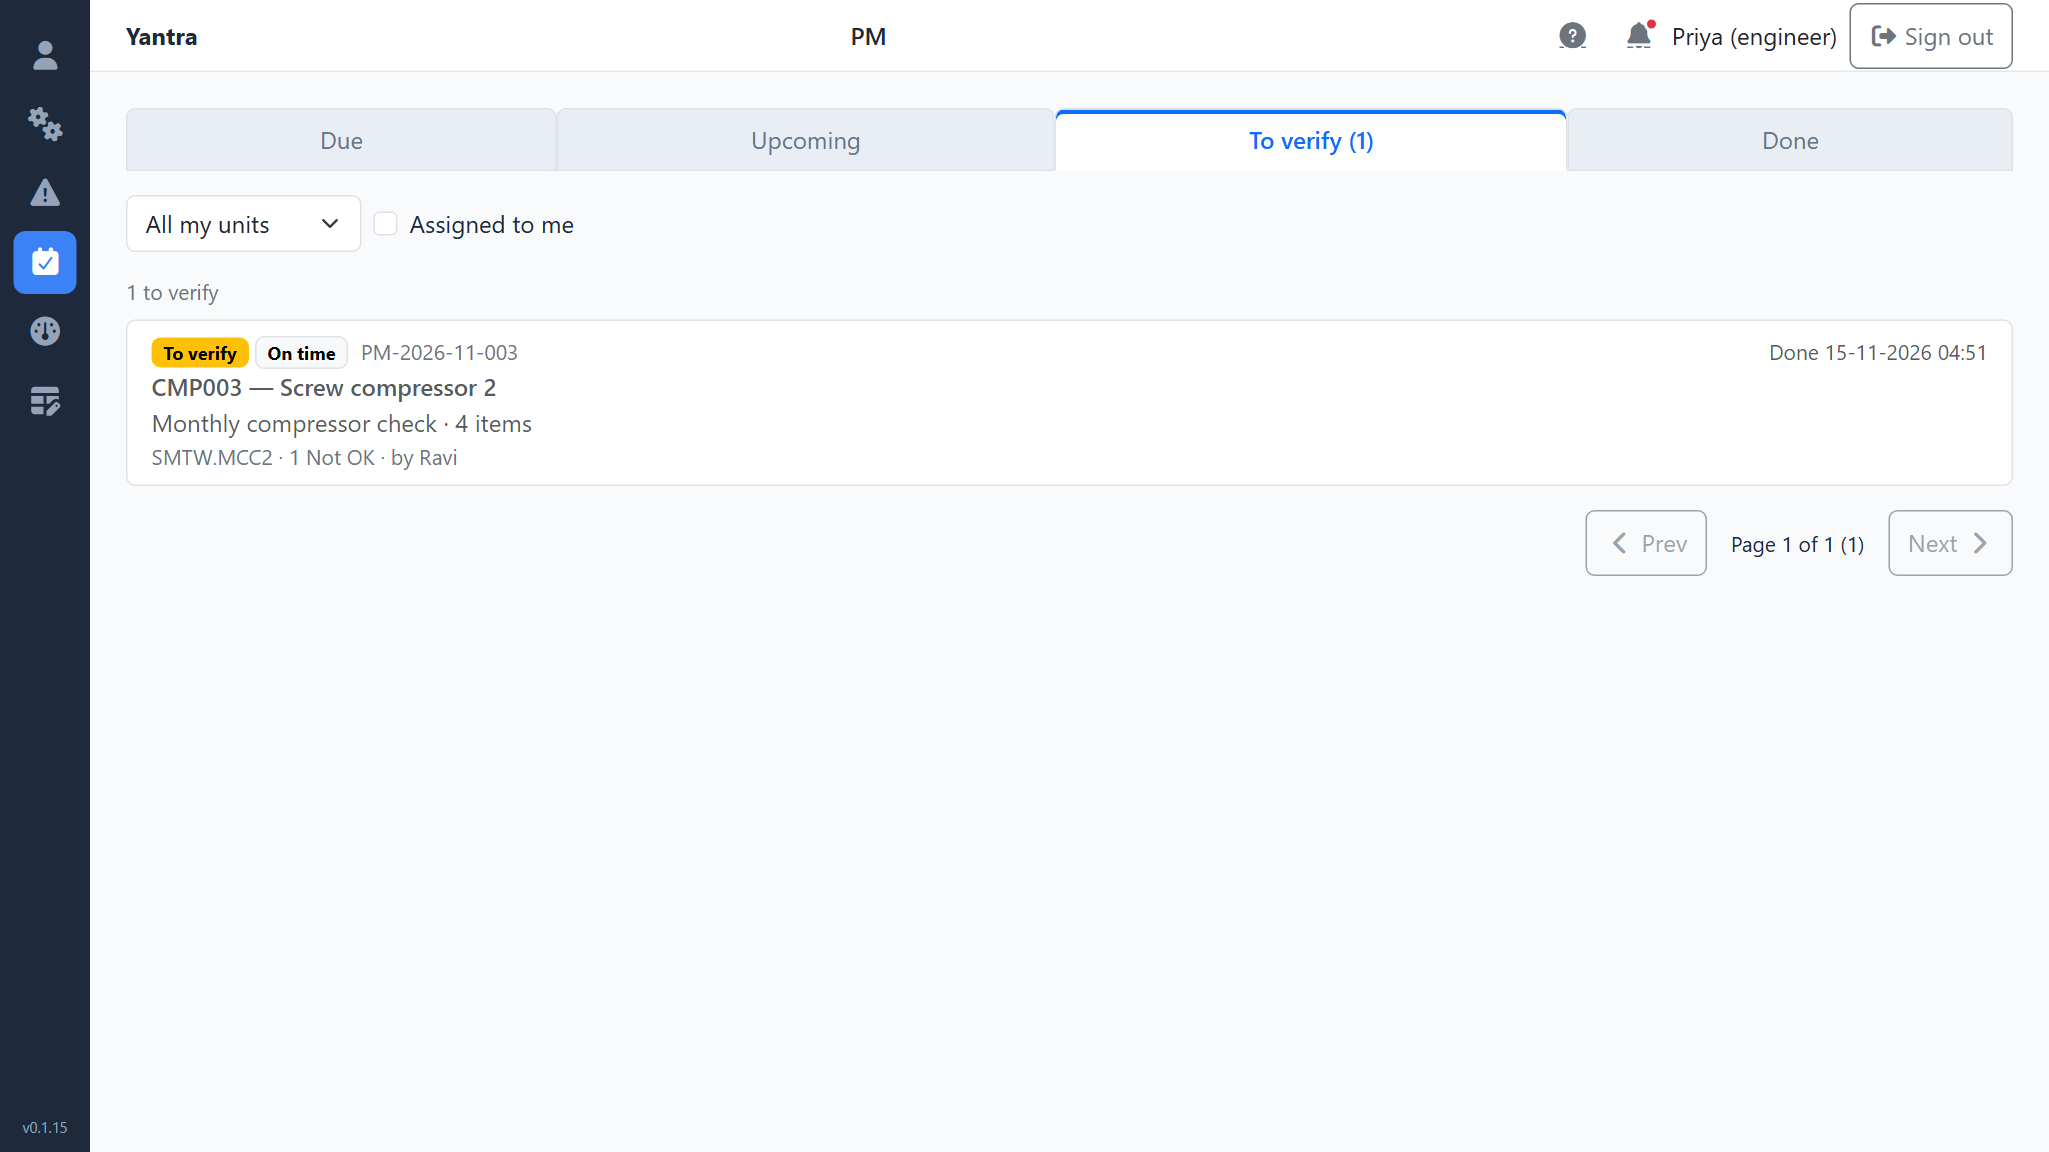 Yantra
PM
Priya (engineer)
Sign out
Due
Upcoming
To verify (1)
Done
All my units
Assigned to me
1 to verify
To verify On time PM-2026-11-003 Done 15-11-2026 04:51
CMP003 — Screw compressor 2
Monthly compressor check · 4 items
SMTW.MCC2 · 1 Not OK · by Ravi
Prev
Page 1 of 1 (1)
Next
v0.1.15